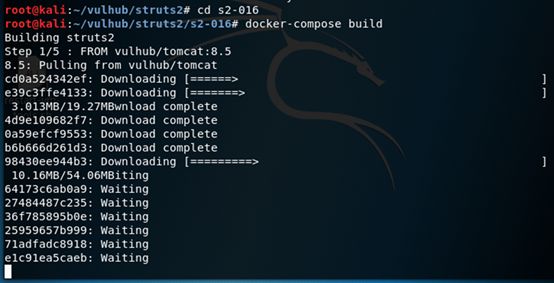 root@kali:~/vulhub/struts2# cd s2-016
root@kali:~/vulhub/struts2/s2-016# docker-compose build
Building struts2
Step 1/5 : FROM vulhub/tomcat:8.5
8.5: Pulling from vulhub/tomcat
cd0a524342ef: Downloading [======>                                            ]
e39c3ffe4133: Downloading [=======>                                           ]
 3.013MB/19.27MBwnload complete
4d9e109682f7: Download complete
0a59efcf9553: Download complete
b6b666d261d3: Download complete
98430ee944b3: Downloading [=========>                                         ]
 10.16MB/54.06MBiting
64173c6ab0a9: Waiting
27484487c235: Waiting
36f785895b0e: Waiting
25959657b999: Waiting
71adfadc8918: Waiting
e1c91ea5caeb: Waiting